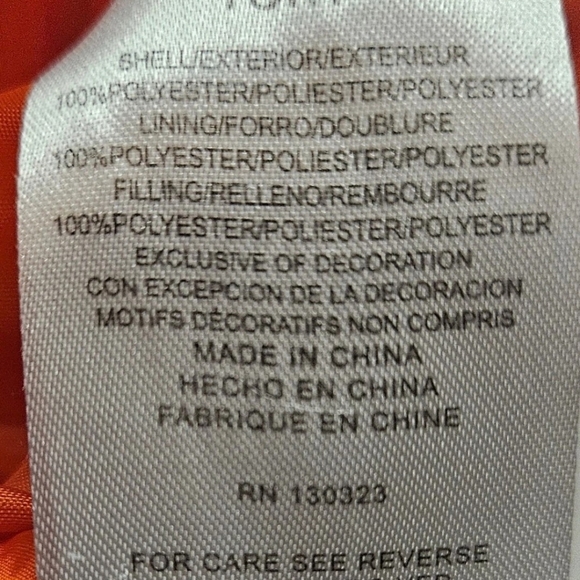 SHELL/EXTERIOR/EXTERIEUR
100%POLYESTER/POLIESTER/POLYESTER
LINING/FORRO/DOUBLURE
100%POLYESTER/POLIESTER/POLYESTER
FILLING/RELLENO/REMBOURRE
100%POLYESTER/POLIESTER/POLYESTER
EXCLUSIVE OF DECORATION
CON EXCEPCION DE LA DECORACION
MOTIFS DÉCORATIFS NON COMPRIS
MADE IN CHINA
HECHO EN CHINA
FABRIQUE EN CHINE
RN 130323
FOR CARE SEE REVERSE